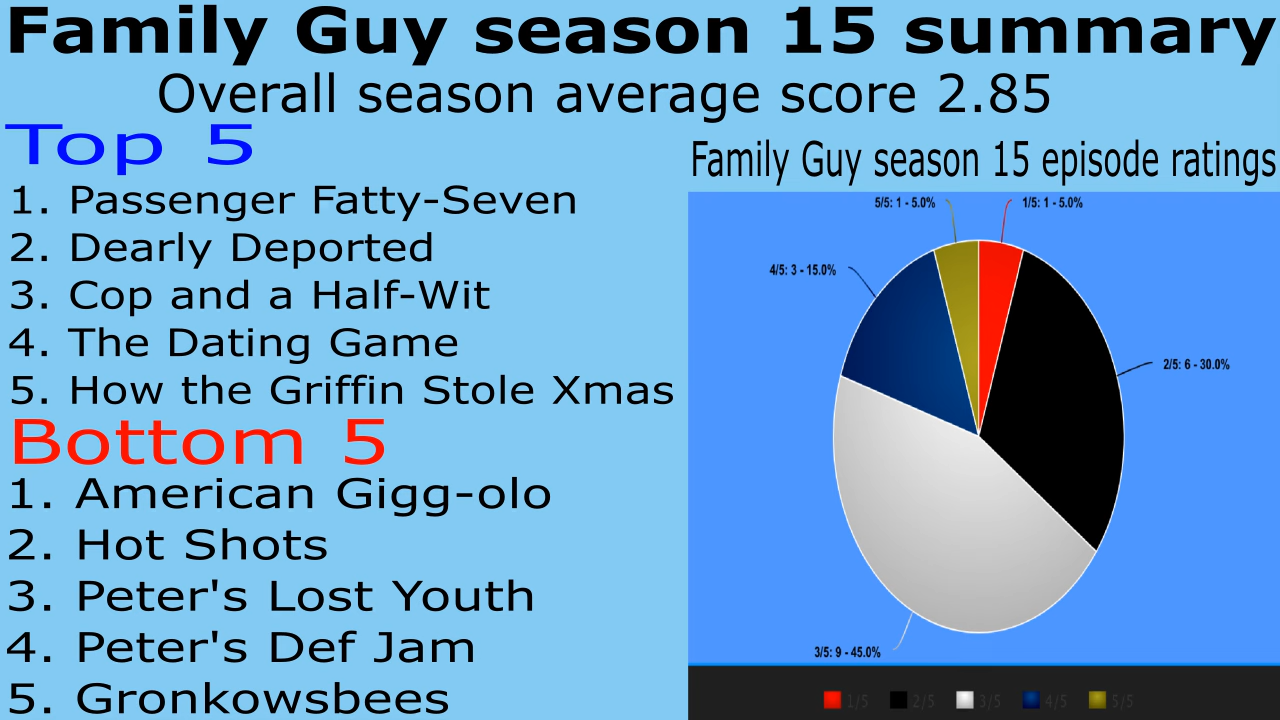 Family Guy season 15 summary
Overall season average score 2.85
Top 5
1. Passenger Fatty-Seven
2. Dearly Deported
3. Cop and a Half-Wit
4. The Dating Game
5. How the Griffin Stole Xmas
Bottom 5
1. American Gigg-olo
2. Hot Shots
3. Peter's Lost Youth
4. Peter's Def Jam
5. Gronkowsbees
Family Guy season 15 episode ratings
5/5: 1 - 5.0%
1/5: 1 - 5.0%
4/5: 3 - 15.0%
2/5: 6 - 30.0%
3/5: 9 - 45.0%
1/5 2/5 3/5 4/5 5/5